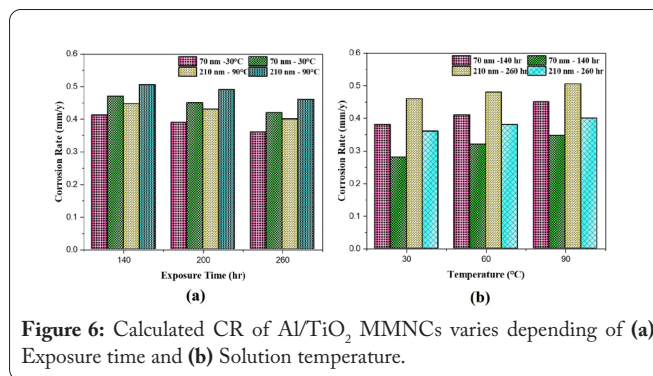 0.6
0.5
0.4
0.3
0.2
0.1
0.0
Corrosion Rate (mm/y)
70 nm -30°C
70 nm - 30°C
210 nm - 90°C
210 nm - 90°C
140
200
260
Exposure Time (hr)
(a)
0.6
0.5
0.4
0.3
0.2
0.1
0.0
Corrosion Rate (mm/y)
70 nm -140 hr
70 nm - 140 hr
210 nm - 260 hr
210 nm - 260 hr
30
60
90
Temperature (°C)
(b)
Figure 6: Calculated CR of Al/TiO₂ MMNCs varies depending of (a)
Exposure time and (b) Solution temperature.